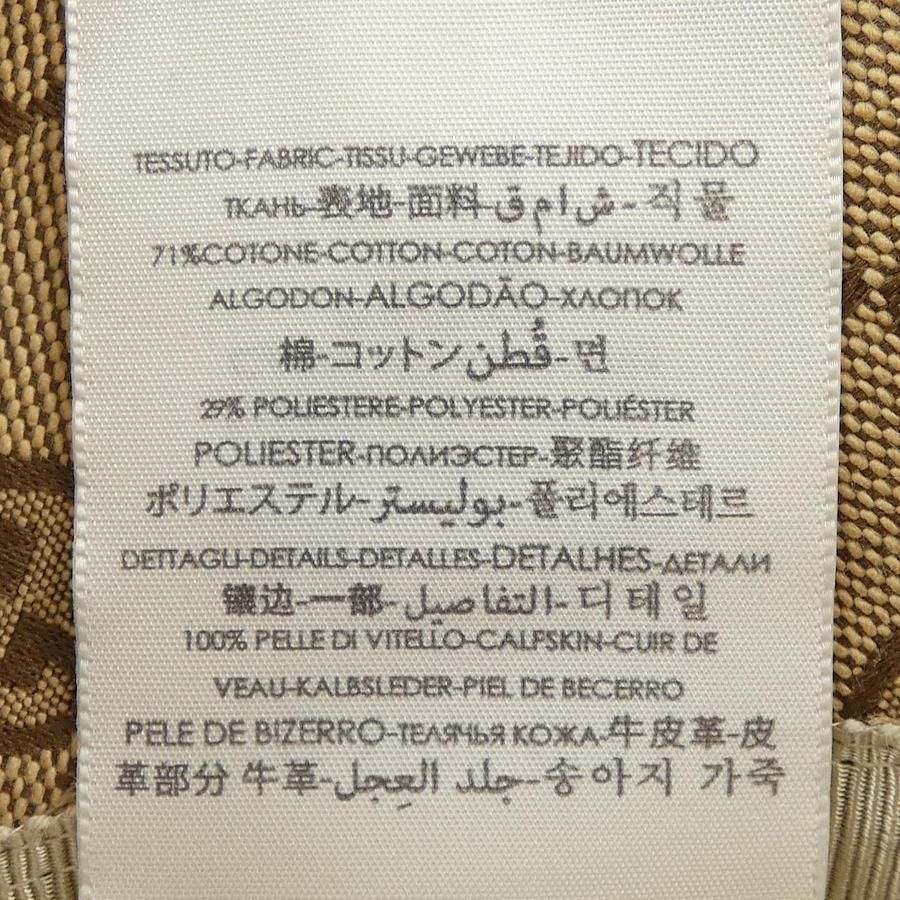 TESSUTO-FABRIC-TISSU-GEWEBE-TEJIDO-TECIDO
ТКАНЬ-表地-面料-ش ا م ق-직 물
71%COTONE-COTTON-COTON-BAUMWOLLE
ALGODON-ALGODÃO-ХЛОПОК
棉-コットン قُطن-면
29% POLIESTERE-POLYESTER-POLIÉSTER
POLIESTER-ПОЛИЭСТЕР-聚酯纤维
ポリエステル-بوليستر-폴리에스테르
DETTAGLI-DETAILS-DETALLES-DETALHES-ДЕТАЛИ
镶边-一部-التفاصيل-디 테 일
100% PELLE DI VITELLO-CALFSKIN-CUIR DE
VEAU-KALBSLEDER-PIEL DE BECERRO
PELE DE BIZERRO-ТЕЛЯЧЬЯ КОЖА-牛皮革-皮
革部分 牛革-جلد العِجل-송아지 가죽